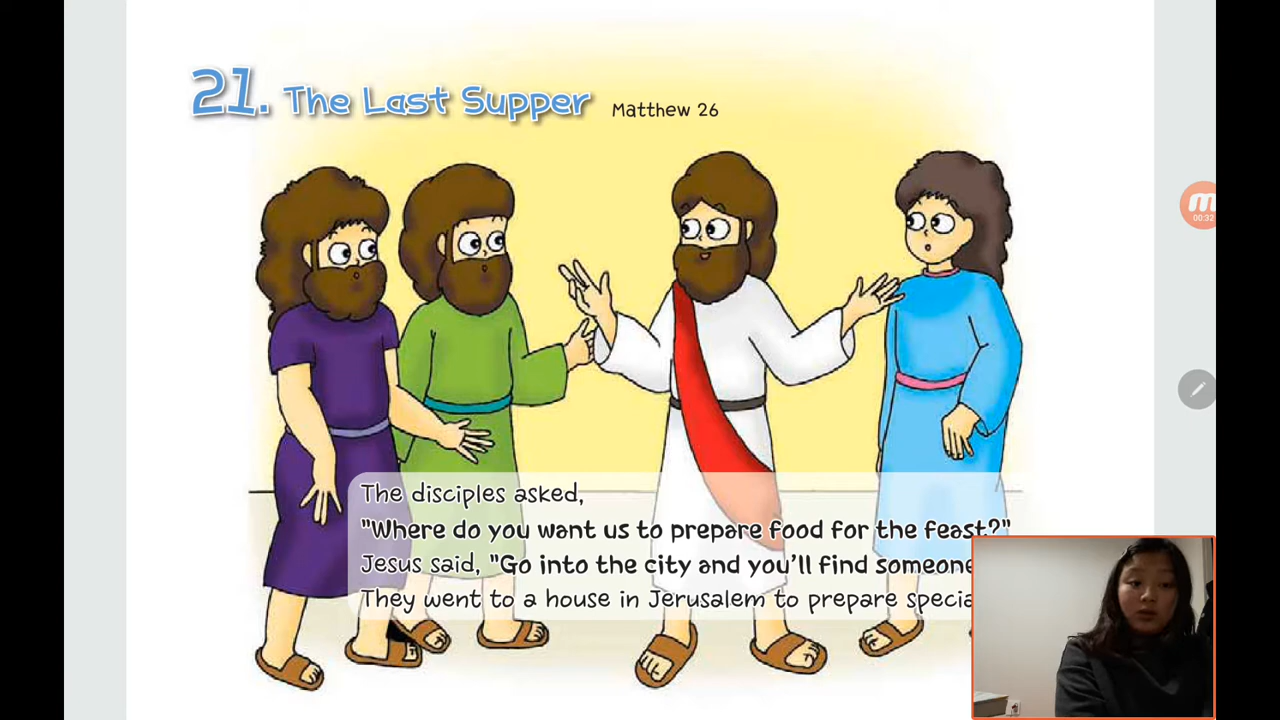 21. The Last Supper Matthew 26
The disciples asked,
"Where do you want us to prepare food for the feast?"
Jesus said, "Go into the city and you'll find someone
They went to a house in Jerusalem to prepare
00:32